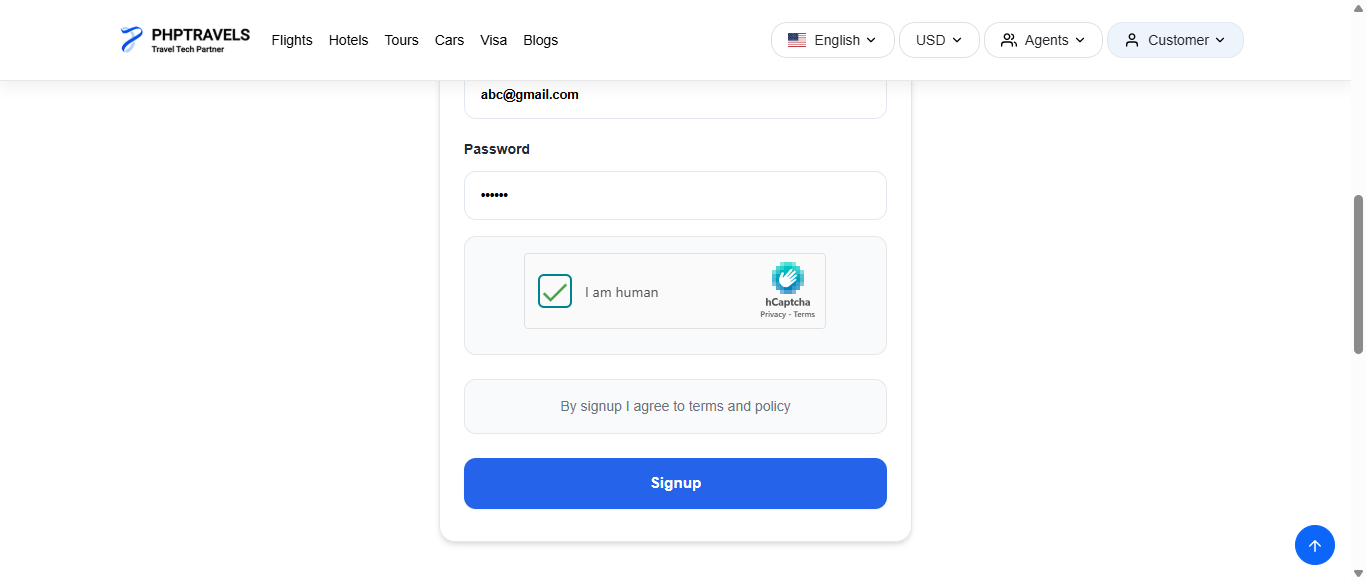 PHPTRAVELS
Travel Tech Partner
Flights Hotels Tours Cars Visa Blogs
English USD Agents Customer
abc@gmail.com
Password
••••••
I am human
hCaptcha
Privacy - Terms
By signup I agree to terms and policy
Signup